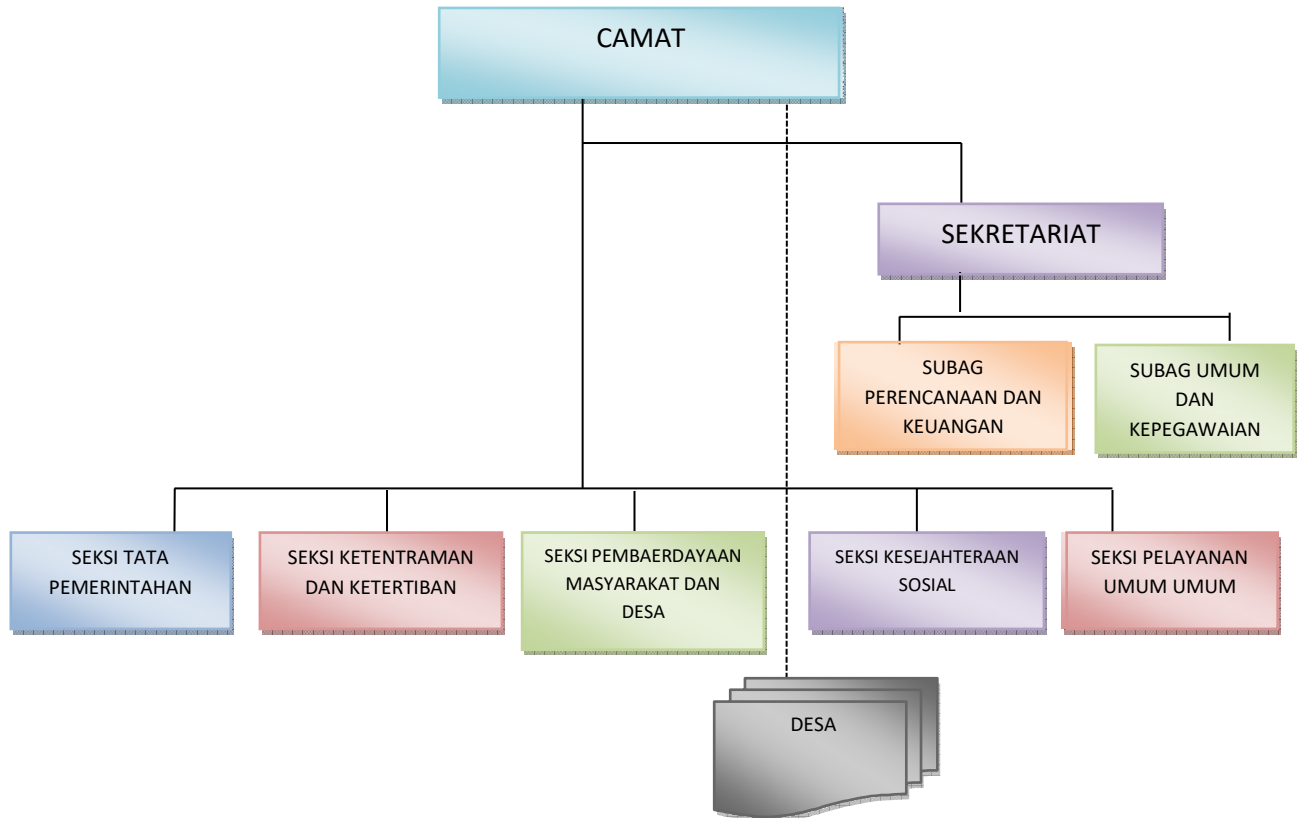 CAMAT
SEKRETARIAT
SUBAG
PERENCANAAN DAN
KEUANGAN
SUBAG UMUM
DAN
KEPEGAWAIAN
SEKSI TATA
PEMERINTAHAN
SEKSI KETENTRAMAN
DAN KETERTIBAN
SEKSI PEMBAERDAYAAN
MASYARAKAT DAN
DESA
SEKSI KESEJAHTERAAN
SOSIAL
SEKSI PELAYANAN
UMUM UMUM
DESA